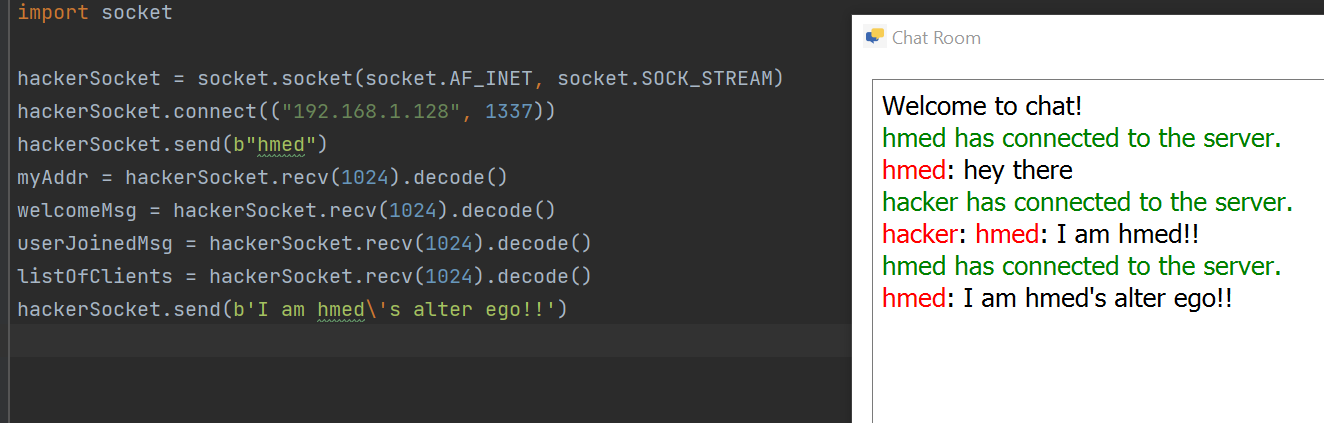 import socket
hackerSocket = socket.socket(socket.AF_INET, socket.SOCK_STREAM)
hackerSocket.connect(("192.168.1.128", 1337))
hackerSocket.send(b"hmed")
myAddr = hackerSocket.recv(1024).decode()
welcomeMsg = hackerSocket.recv(1024).decode()
userJoinedMsg = hackerSocket.recv(1024).decode()
listOfClients = hackerSocket.recv(1024).decode()
hackerSocket.send(b'I am hmed\'s alter ego!!')
Chat Room
Welcome to chat!
hmed has connected to the server.
hmed: hey there
hacker has connected to the server.
hacker: hmed: I am hmed!!
hmed has connected to the server.
hmed: I am hmed's alter ego!!